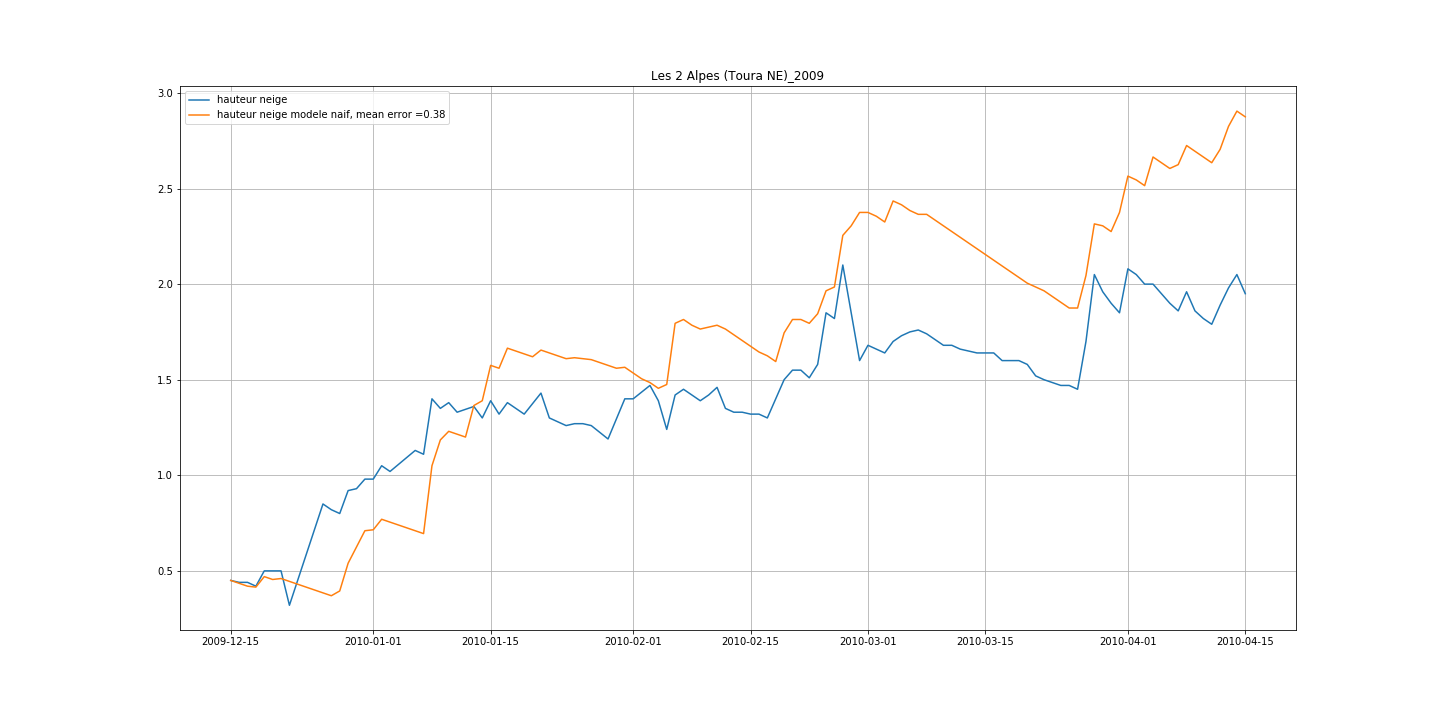 Les 2 Alpes (Toura NE)_2009
hauteur neige
hauteur neige modele naif, mean error =0.38
3.0
2.5
2.0
1.5
1.0
0.5
2009-12-15 2010-01-01 2010-01-15 2010-02-01 2010-02-15 2010-03-01 2010-03-15 2010-04-01 2010-04-15